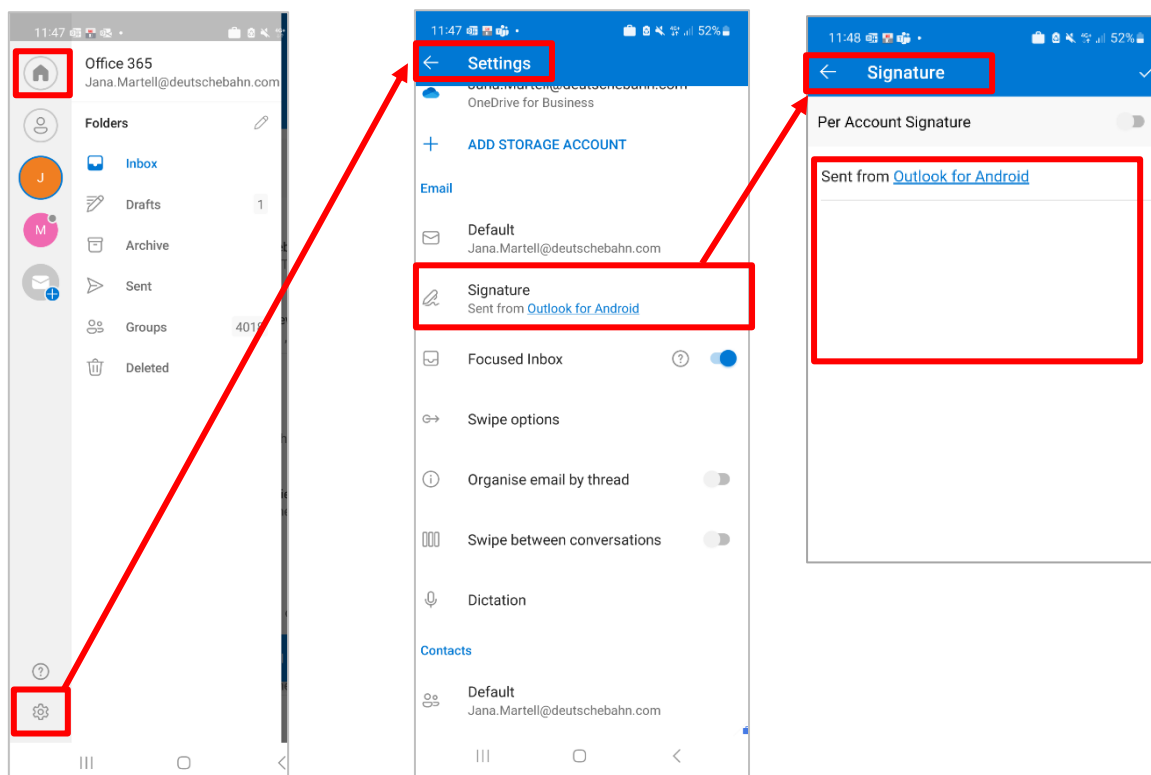 11:47
Office 365
Jana.Martell@deutschebahn.com
Folders
J
Inbox
Drafts 1
M
Archive
Sent
Groups
Deleted
11:47 52%
Settings
OneDrive for Business
ADD STORAGE ACCOUNT
Email
Default
Jana.Martell@deutschebahn.com
Signature
Sent from Outlook for Android
Focused Inbox
Swipe options
Organise email by thread
Swipe between conversations
Dictation
Contacts
Default
Jana.Martell@deutschebahn.com
11:48 52%
Signature
Per Account Signature
Sent from Outlook for Android